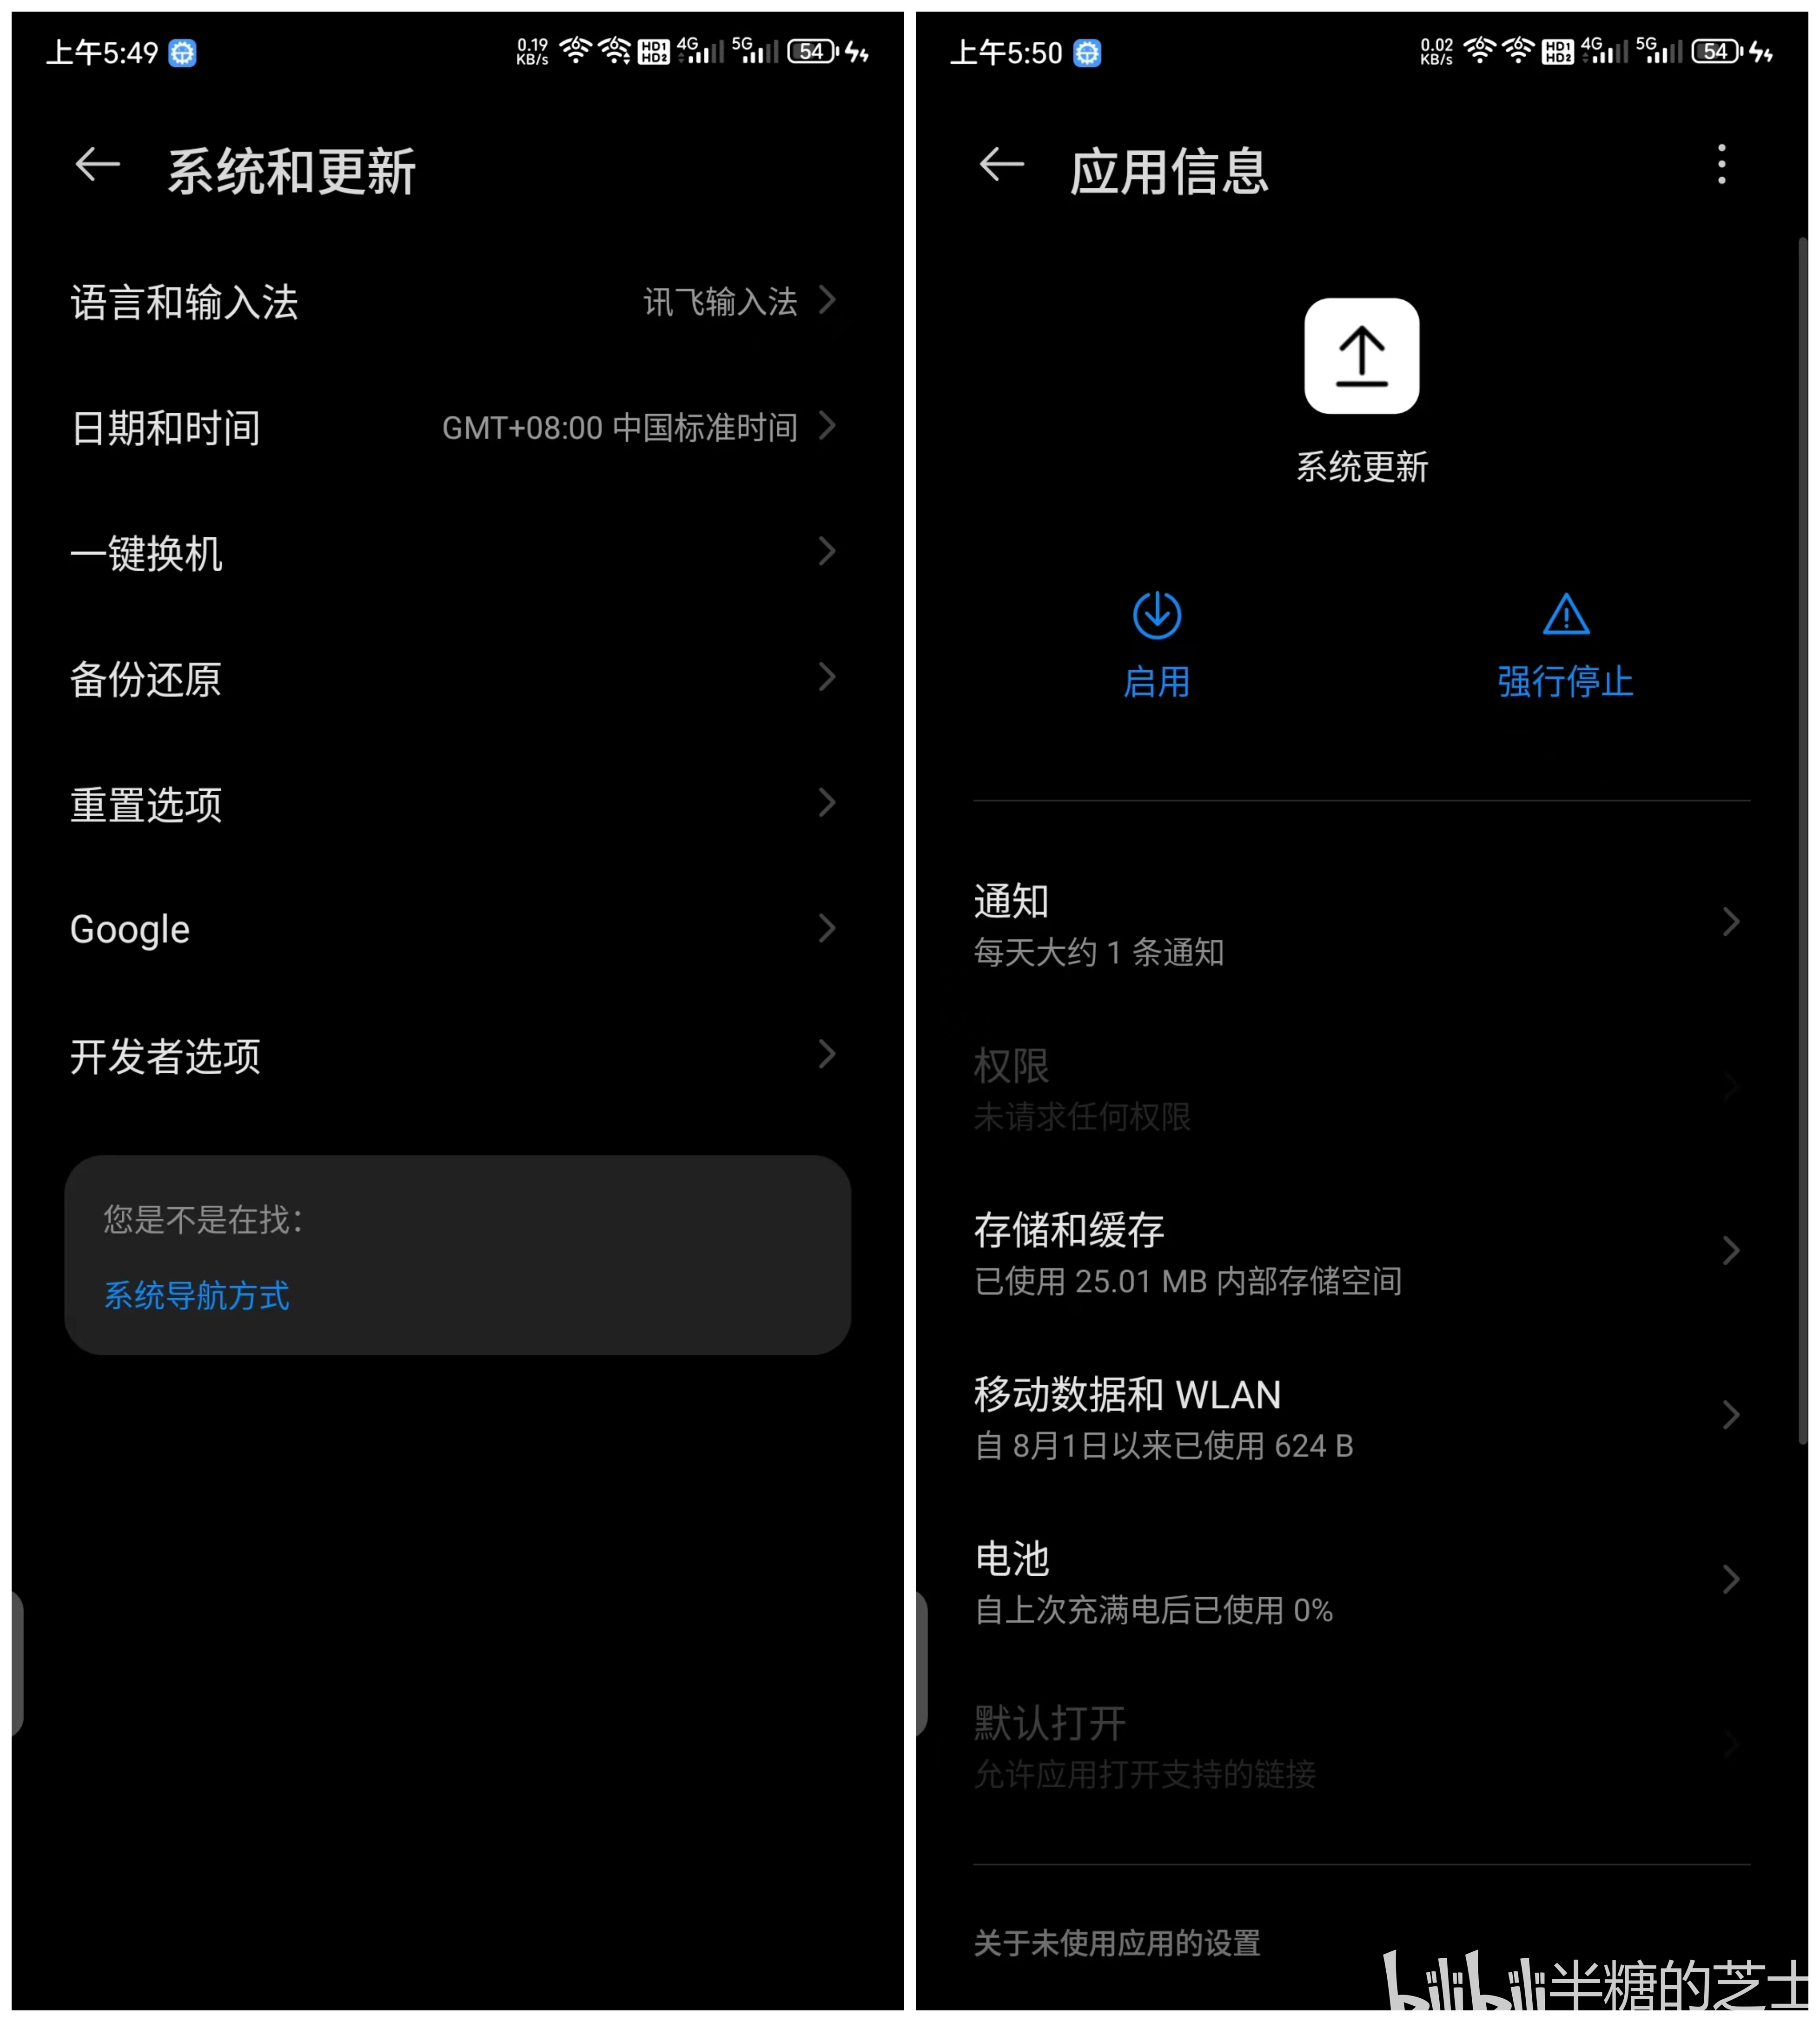 上午5:49
0.19
KB/s
6
6
HD1
HD2
4G
5G
54
系统和更新
语言和输入法
讯飞输入法
日期和时间
GMT+08:00 中国标准时间
一键换机
备份还原
重置选项
Google
开发者选项
您是不是在找：
系统导航方式
上午5:50
0.02
KB/s
6
6
HD1
HD2
4G
5G
54
应用信息
系统更新
启用
强行停止
通知
每天大约 1 条通知
权限
未请求任何权限
存储和缓存
已使用 25.01 MB 内部存储空间
移动数据和 WLAN
自 8月1日以来已使用 624 B
电池
自上次充满电后已使用 0%
默认打开
允许应用打开支持的链接
关于未使用应用的设置
bilibili 半糖的芝士